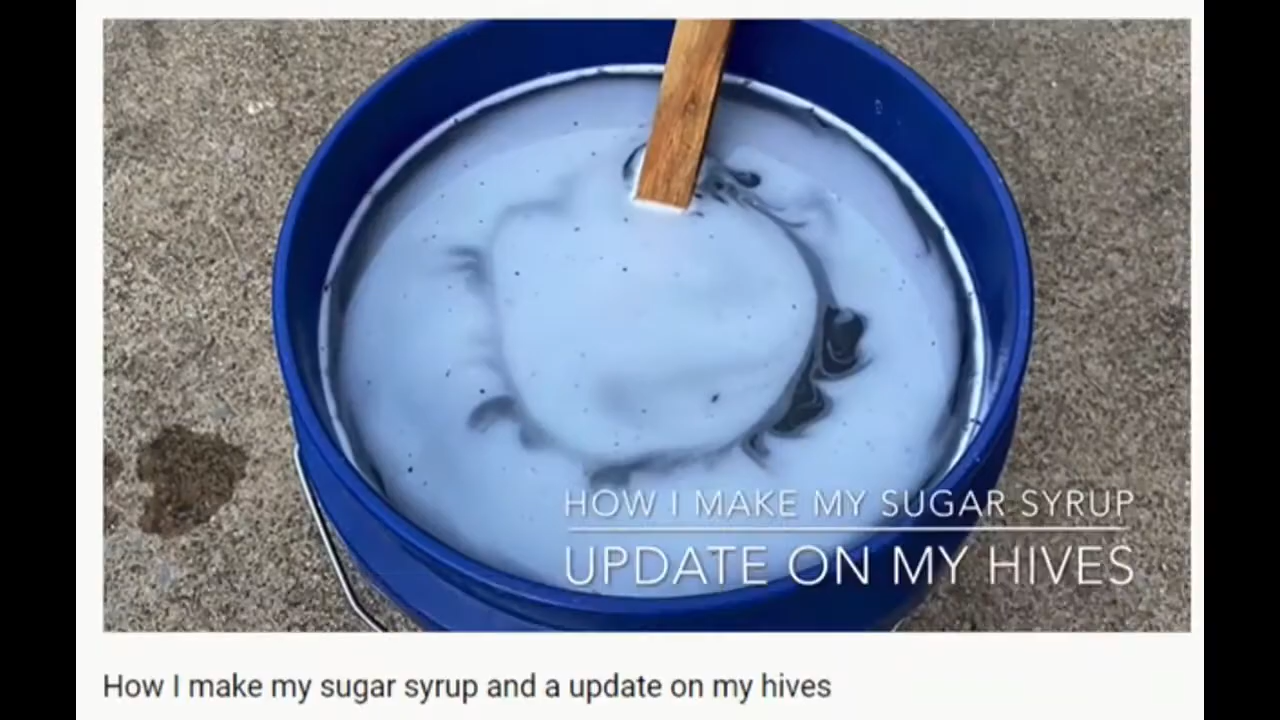 HOW I MAKE MY SUGAR SYRUP
UPDATE ON MY HIVES
How I make my sugar syrup and a update on my hives